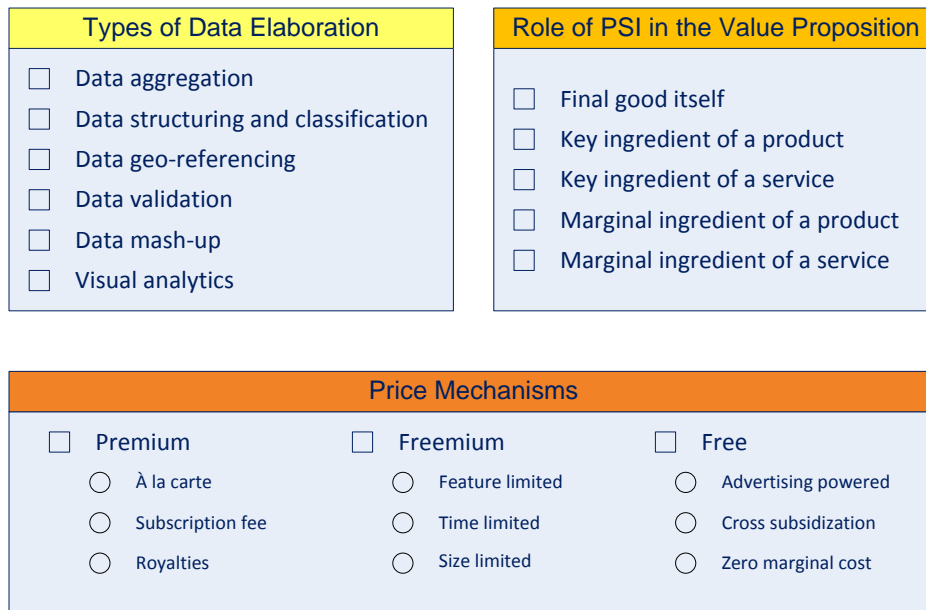 Types of Data Elaboration
Data aggregation
Data structuring and classification
Data geo-referencing
Data validation
Data mash-up
Visual analytics
Role of PSI in the Value Proposition
Final good itself
Key ingredient of a product
Key ingredient of a service
Marginal ingredient of a product
Marginal ingredient of a service
Price Mechanisms
Premium
À la carte
Subscription fee
Royalties
Freemium
Feature limited
Time limited
Size limited
Free
Advertising powered
Cross subsidization
Zero marginal cost